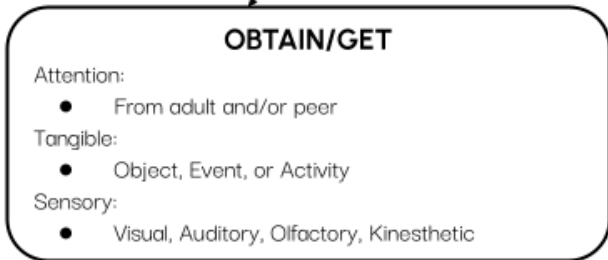 OBTAIN/GET
Attention:
● From adult and/or peer
Tangible:
● Object, Event, or Activity
Sensory:
● Visual, Auditory, Olfactory, Kinesthetic